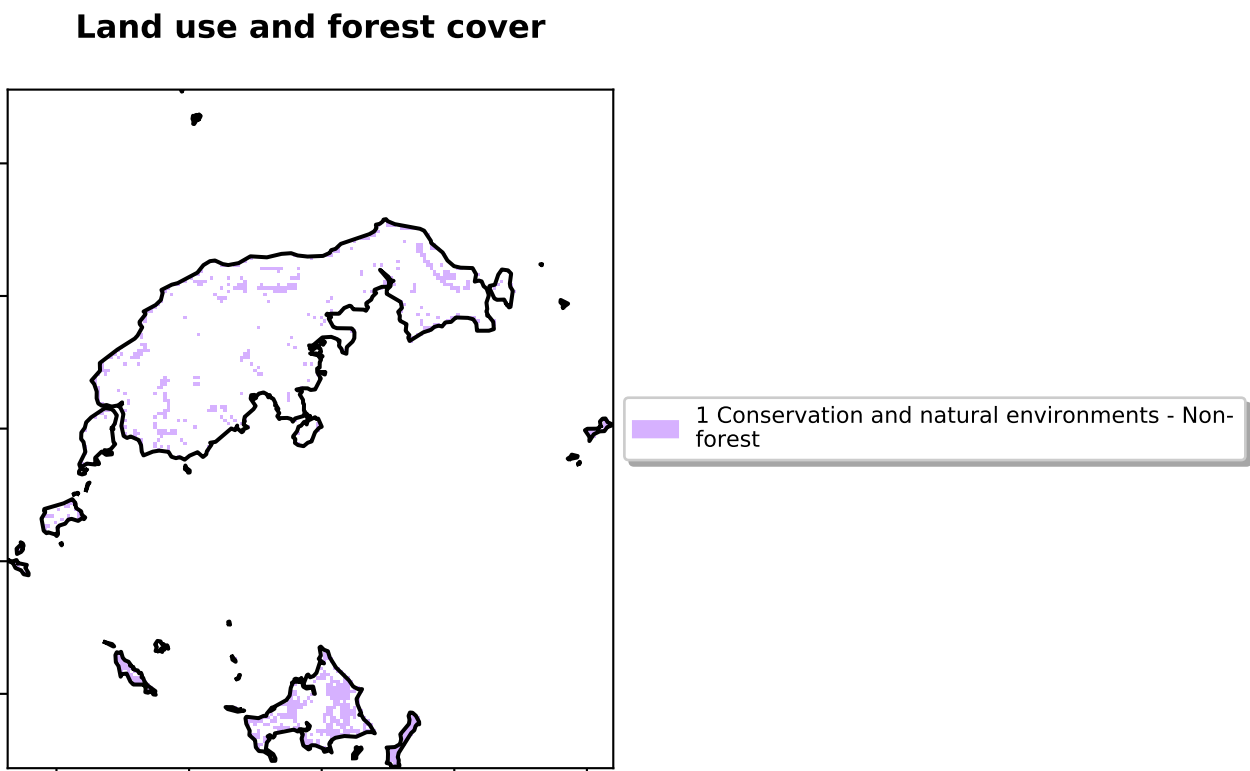 Land use and forest cover
1 Conservation and natural environments - Non-
forest